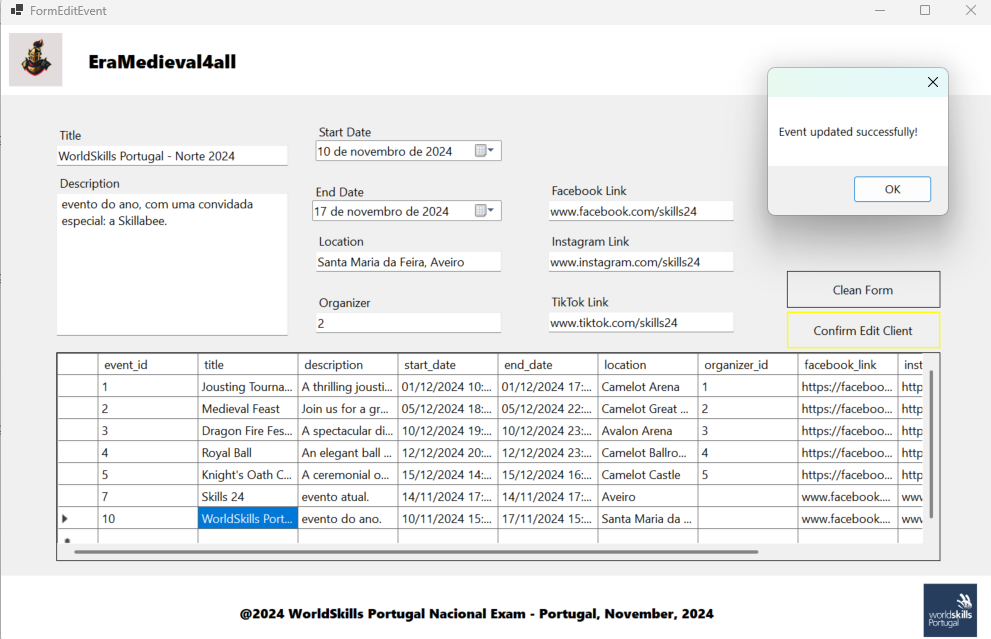 FormEditEvent
EraMedieval4all
Event updated successfully!
OK
Title
WorldSkills Portugal - Norte 2024
Description
evento do ano, com uma convidada
especial: a Skillabee.
Start Date
10 de novembro de 2024
End Date
17 de novembro de 2024
Location
Santa Maria da Feira, Aveiro
Organizer
2
Facebook Link
www.facebook.com/skills24
Instagram Link
www.instagram.com/skills24
TikTok Link
www.tiktok.com/skills24
Clean Form
Confirm Edit Client
event_id title description start_date end_date location organizer_id facebook_link inst
1 Jousting Tourna... A thrilling jousti... 01/12/2024 10:... 01/12/2024 17:... Camelot Arena 1 https://faceboo... http
2 Medieval Feast Join us for a gr... 05/12/2024 18:... 05/12/2024 22:... Camelot Great ... 2 https://faceboo... http
3 Dragon Fire Fes... A spectacular di... 10/12/2024 19:... 10/12/2024 23:... Avalon Arena 3 https://faceboo... http
4 Royal Ball An elegant ball ... 12/12/2024 20:... 12/12/2024 23:... Camelot Ballro... 4 https://faceboo... http
5 Knight's Oath C... A ceremonial o... 15/12/2024 14:... 15/12/2024 16:... Camelot Castle 5 https://faceboo... http
7 Skills 24 evento atual. 14/11/2024 17:... 14/11/2024 17:... Aveiro www.facebook.... www
10 WorldSkills Port... evento do ano. 10/11/2024 15:... 17/11/2024 15:... Santa Maria da ... www.facebook.... www
@2024 WorldSkills Portugal Nacional Exam - Portugal, November, 2024
worldskills
Portugal